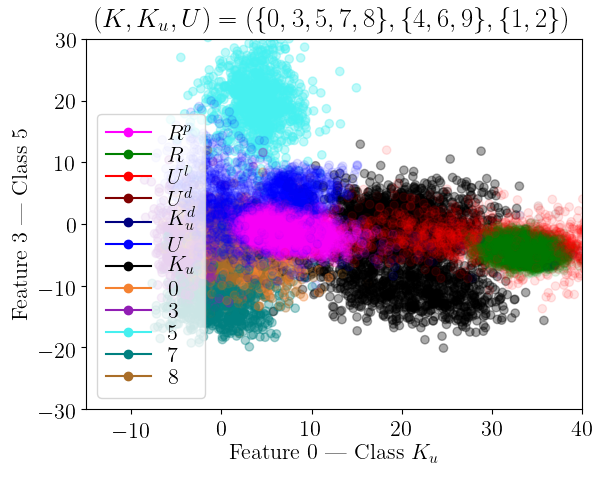 (K, K_u, U) = ({0, 3, 5, 7, 8}, {4, 6, 9}, {1, 2})
30
20
10
0
−10
−20
−30
Feature 3 — Class 5
R^p
R
U^l
U^d
K_u^d
U
K_u
0
3
5
7
8
−10
0
10
20
30
40
Feature 0 — Class K_u